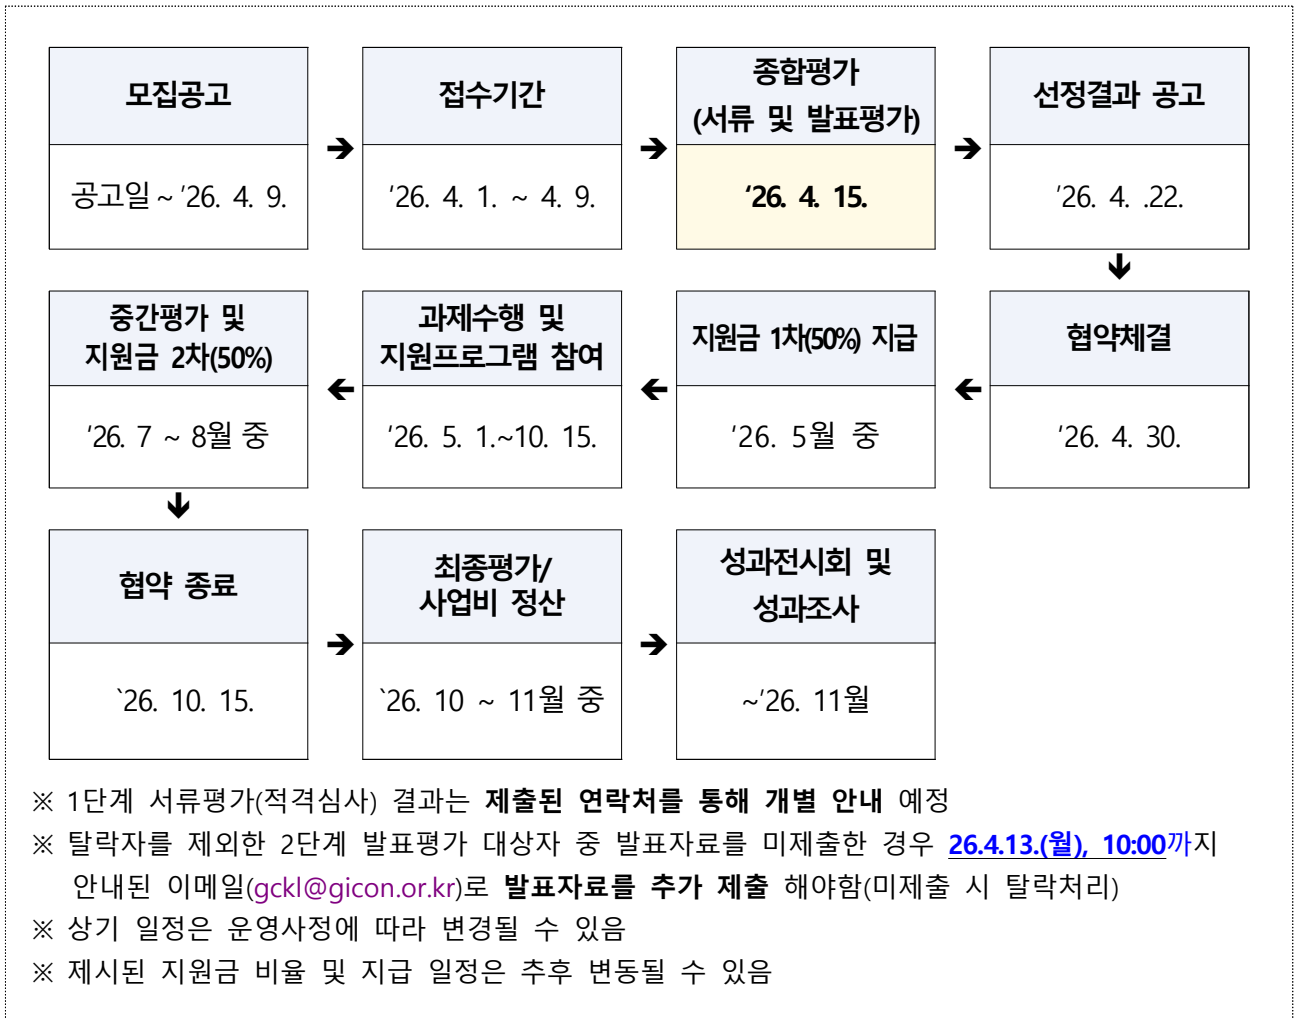 모집공고
공고일 ~ '26. 4. 9.
➔
접수기간
'26. 4. 1. ~ 4. 9.
➔
종합평가
(서류 및 발표평가)
‘26. 4. 15.
➔
선정결과 공고
'26. 4. .22.
🡻
협약체결
'26. 4. 30.
🡸
지원금 1차(50%) 지급
'26. 5월 중
🡸
과제수행 및
지원프로그램 참여
'26. 5. 1.~10. 15.
🡸
중간평가 및
지원금 2차(50%)
'26. 7 ~ 8월 중
🡻
협약 종료
`26. 10. 15.
➔
최종평가/
사업비 정산
`26. 10 ~ 11월 중
➔
성과전시회 및
성과조사
~'26. 11월
※ 1단계 서류평가(적격심사) 결과는 제출된 연락처를 통해 개별 안내 예정
※ 탈락자를 제외한 2단계 발표평가 대상자 중 발표자료를 미제출한 경우 26.4.13.(월), 10:00까지
안내된 이메일(gckl@gicon.or.kr)로 발표자료를 추가 제출 해야함(미제출 시 탈락처리)
※ 상기 일정은 운영사정에 따라 변경될 수 있음
※ 제시된 지원금 비율 및 지급 일정은 추후 변동될 수 있음